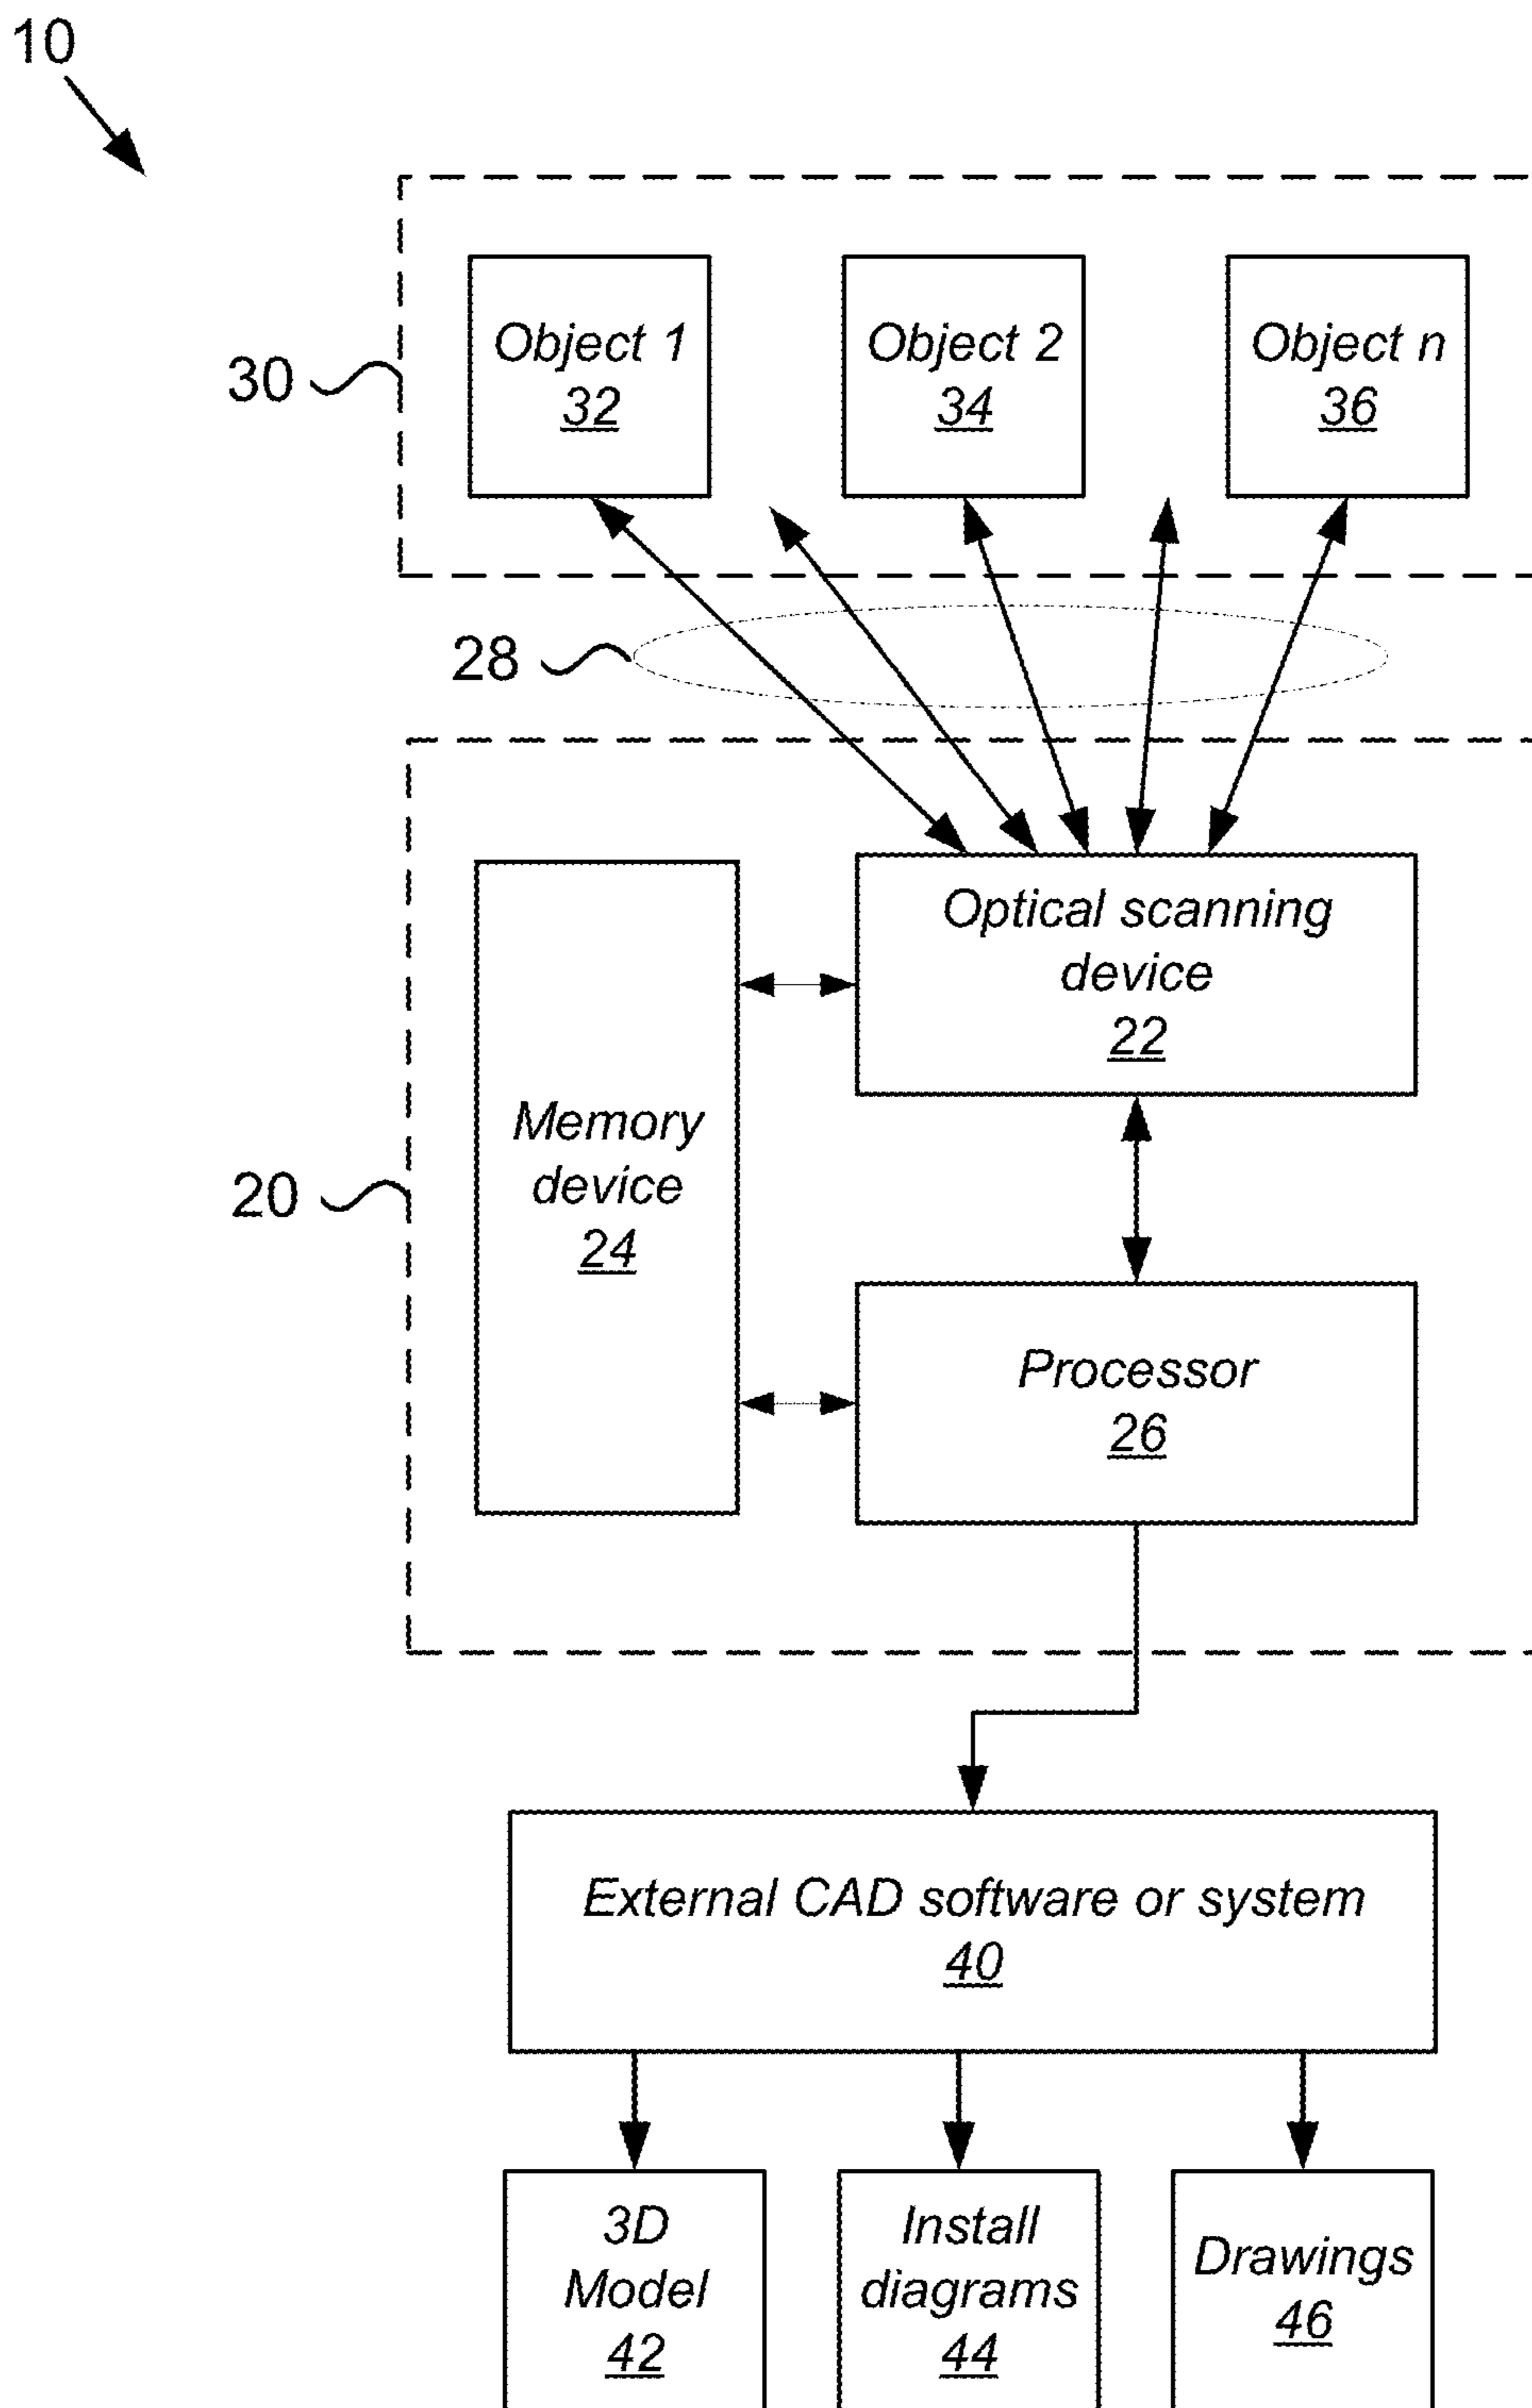 10
Object 1
32
Object 2
34
Object n
36
30
28
Optical scanning
device
22
Memory
device
24
20
Processor
26
External CAD software or system
40
3D
Model
42
Install
diagrams
44
Drawings
46